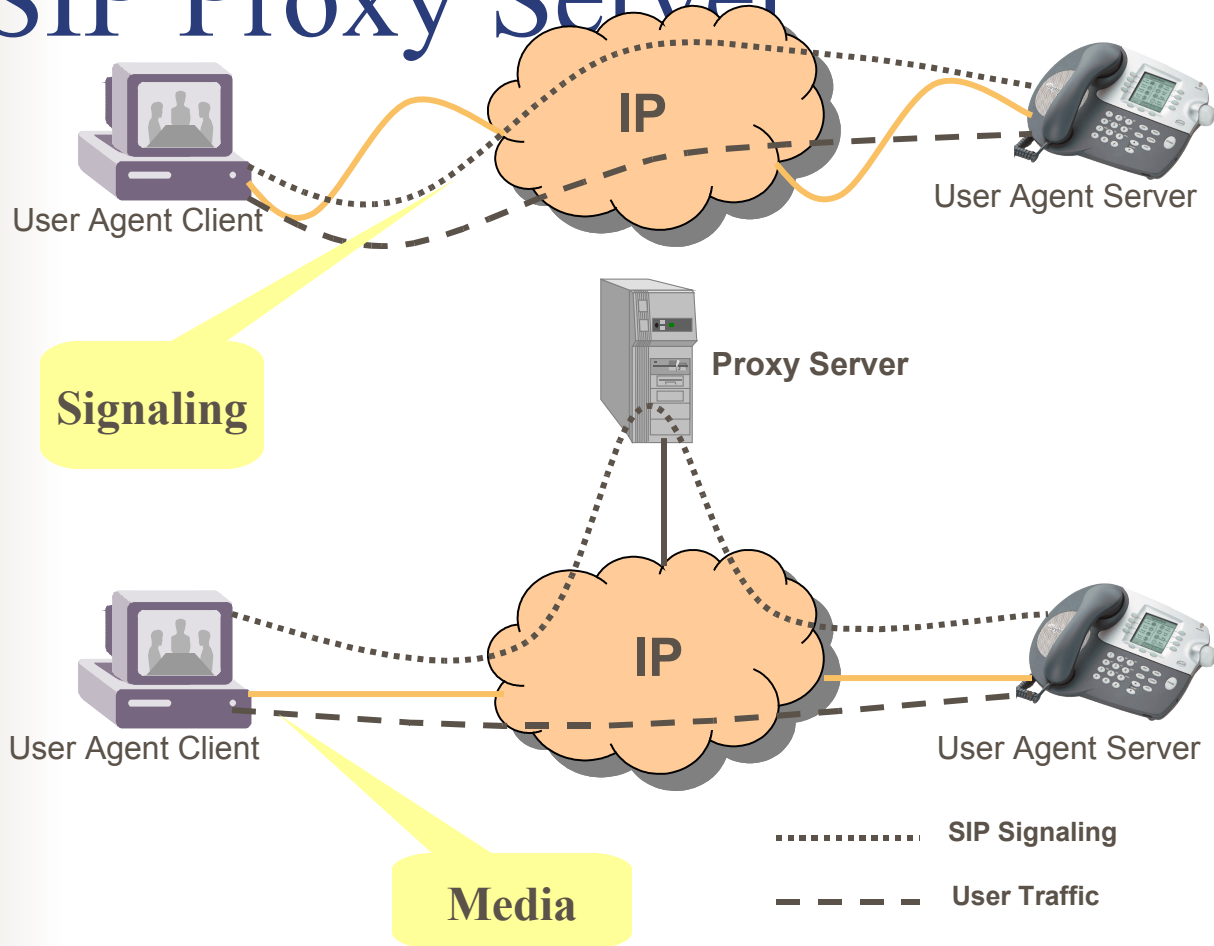 SIP Proxy Server
IP
User Agent Client
User Agent Server
Signaling
Proxy Server
IP
User Agent Client
User Agent Server
SIP Signaling
Media
User Traffic